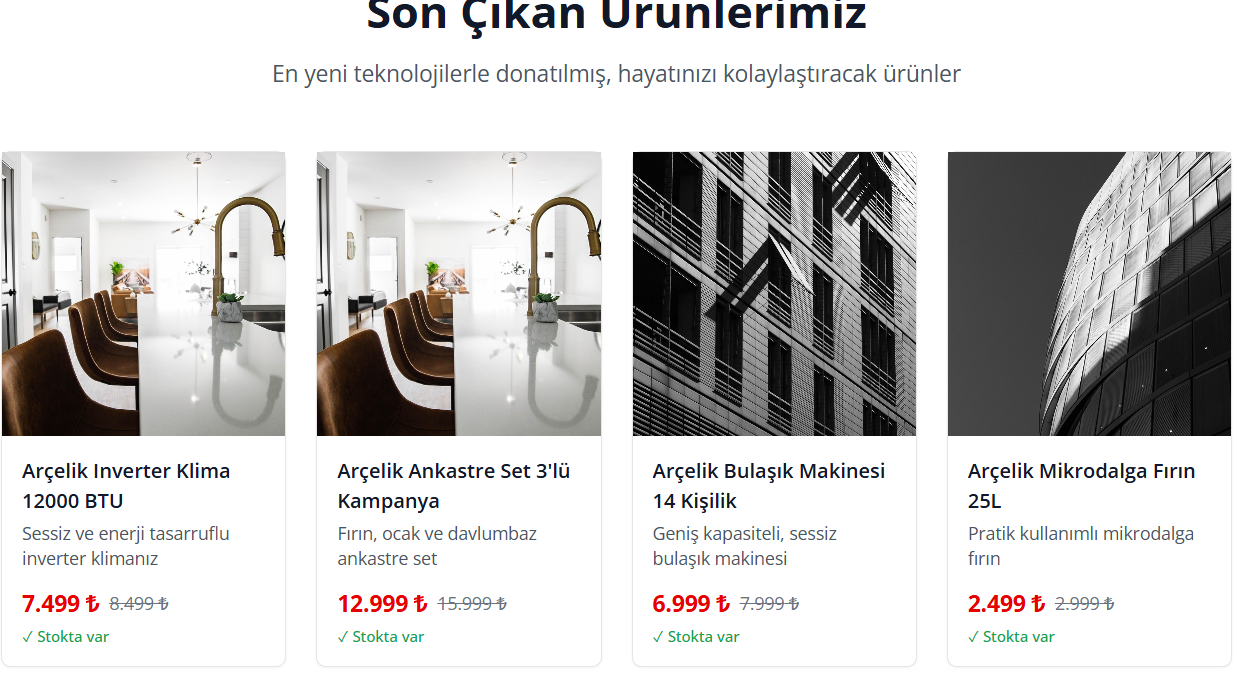 Son Çıkan Ürünlerimiz
En yeni teknolojilerle donatılmış, hayatınızı kolaylaştıracak ürünler
Arçelik Inverter Klima
12000 BTU
Sessiz ve enerji tasarruflu
inverter klimanız
7.499 ₺ 8.499 ₺
✓ Stokta var
Arçelik Ankastre Set 3'lü
Kampanya
Fırın, ocak ve davlumbaz
ankastre set
12.999 ₺ 15.999 ₺
✓ Stokta var
Arçelik Bulaşık Makinesi
14 Kişilik
Geniş kapasiteli, sessiz
bulaşık makinesi
6.999 ₺ 7.999 ₺
✓ Stokta var
Arçelik Mikrodalga Fırın
25L
Pratik kullanımlı mikrodalga
fırın
2.499 ₺ 2.999 ₺
✓ Stokta var